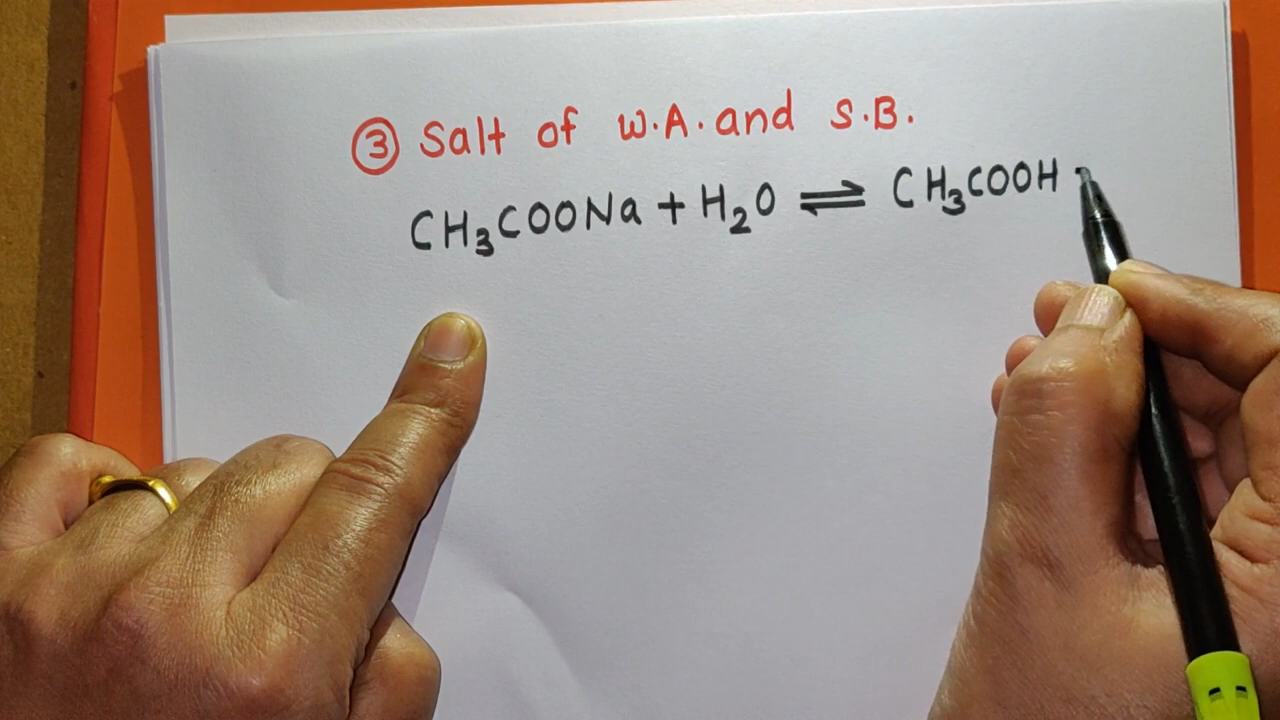 ③ Salt of W.A. and S.B.
CH₃COONa + H₂O ⇌ CH₃COOH